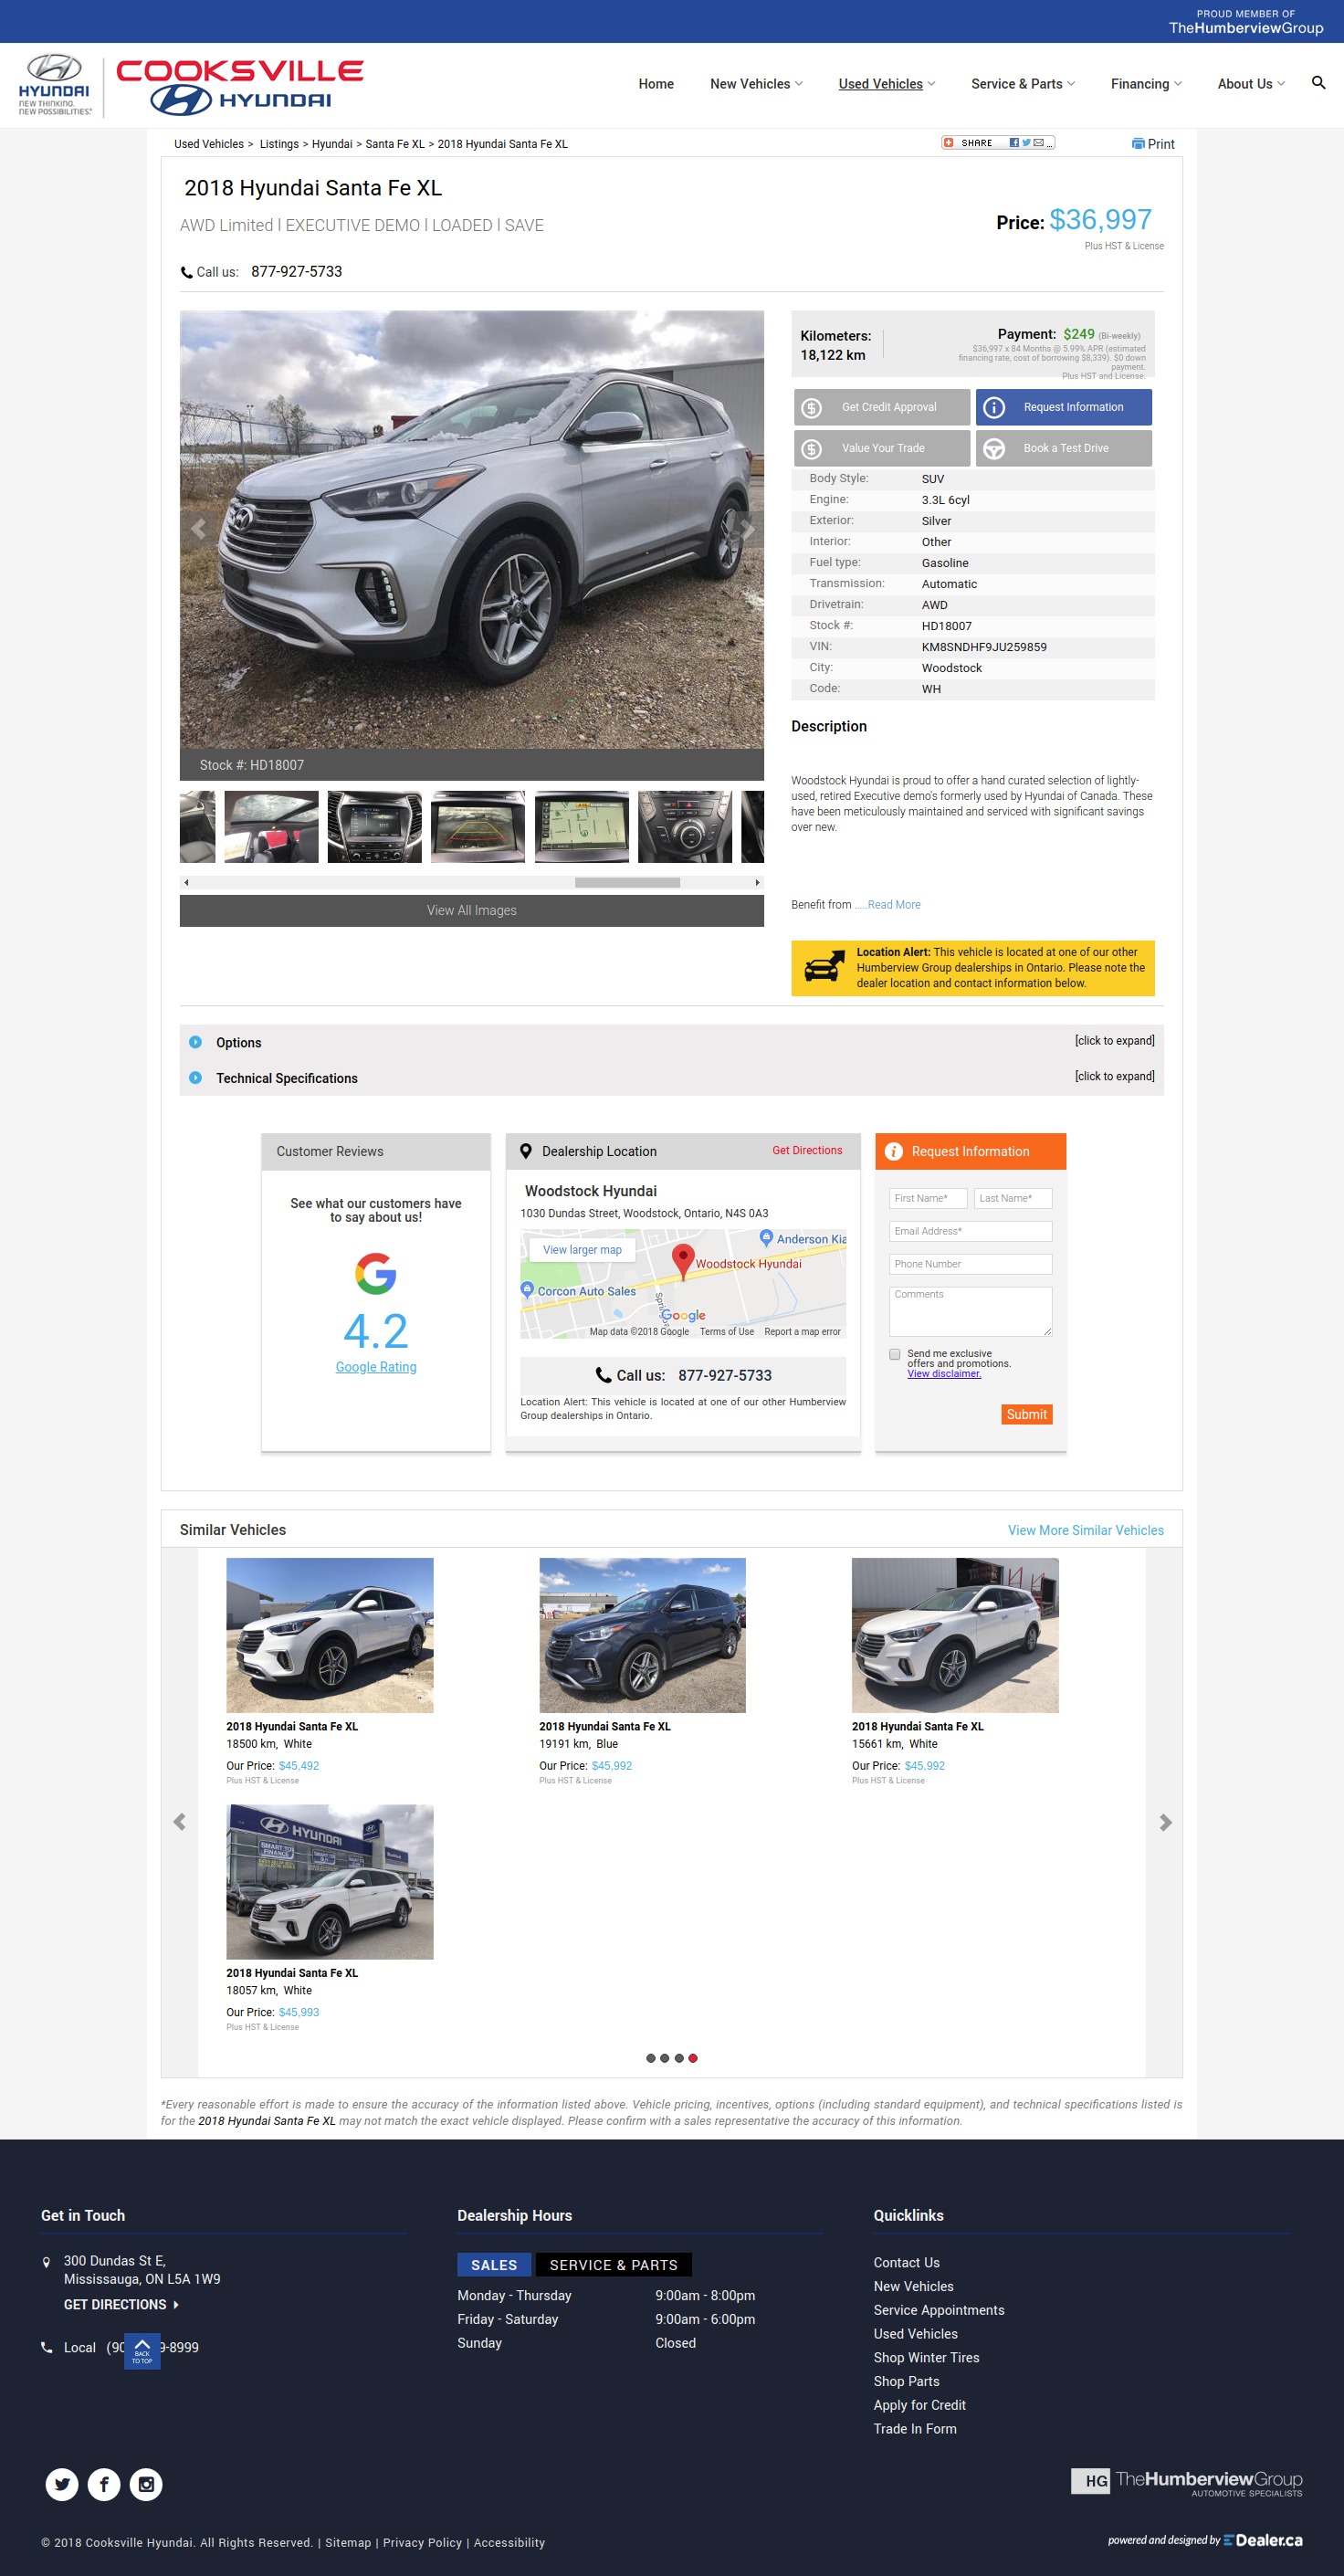 PROUD MEMBER OF
TheHumberviewGroup
HYUNDAI
NEW THINKING.
NEW POSSIBILITIES.
COOKSVILLE
HYUNDAI
Home
New Vehicles
Used Vehicles
Service & Parts
Financing
About Us
Used Vehicles > Listings > Hyundai > Santa Fe XL > 2018 Hyundai Santa Fe XL
SHARE
Print
2018 Hyundai Santa Fe XL
AWD Limited | EXECUTIVE DEMO | LOADED | SAVE
Price: $36,997
Plus HST & License
Call us: 877-927-5733
Kilometers:
18,122 km
Payment: $249 (Bi-weekly)
$36,997 x 84 Months @ 5.99% APR (estimated
financing rate, cost of borrowing $8,339). $0 down
payment.
Plus HST and License.
Get Credit Approval
Request Information
Value Your Trade
Book a Test Drive
Body Style: SUV
Engine: 3.3L 6cyl
Exterior: Silver
Interior: Other
Fuel type: Gasoline
Transmission: Automatic
Drivetrain: AWD
Stock #: HD18007
VIN: KM8SNDHF9JU259859
City: Woodstock
Code: WH
Stock #: HD18007
View All Images
Description
Woodstock Hyundai is proud to offer a hand curated selection of lightly-
used, retired Executive demo's formerly used by Hyundai of Canada. These
have been meticulously maintained and serviced with significant savings
over new.
Benefit from .....Read More
Location Alert: This vehicle is located at one of our other
Humberview Group dealerships in Ontario. Please note the
dealer location and contact information below.
Options
[click to expand]
Technical Specifications
[click to expand]
Customer Reviews
See what our customers have
to say about us!
4.2
Google Rating
Dealership Location
Get Directions
Woodstock Hyundai
1030 Dundas Street, Woodstock, Ontario, N4S 0A3
View larger map
Anderson Kia
Woodstock Hyundai
Corcon Auto Sales
Google
Map data ©2018 Google
Terms of Use
Report a map error
Call us: 877-927-5733
Location Alert: This vehicle is located at one of our other Humberview
Group dealerships in Ontario.
Request Information
First Name*
Last Name*
Email Address*
Phone Number
Comments
Send me exclusive
offers and promotions.
View disclaimer.
Submit
Similar Vehicles
View More Similar Vehicles
2018 Hyundai Santa Fe XL
18500 km, White
Our Price: $45,492
Plus HST & License
2018 Hyundai Santa Fe XL
19191 km, Blue
Our Price: $45,992
Plus HST & License
2018 Hyundai Santa Fe XL
15661 km, White
Our Price: $45,992
Plus HST & License
HYUNDAI
2018 Hyundai Santa Fe XL
18057 km, White
Our Price: $45,993
Plus HST & License
*Every reasonable effort is made to ensure the accuracy of the information listed above. Vehicle pricing, incentives, options (including standard equipment), and technical specifications listed is
for the 2018 Hyundai Santa Fe XL may not match the exact vehicle displayed. Please confirm with a sales representative the accuracy of this information.
Get in Touch
300 Dundas St E,
Mississauga, ON L5A 1W9
GET DIRECTIONS
Local (90 9-8999
BACK
TO TOP
Dealership Hours
SALES
SERVICE & PARTS
Monday - Thursday 9:00am - 8:00pm
Friday - Saturday 9:00am - 6:00pm
Sunday Closed
Quicklinks
Contact Us
New Vehicles
Service Appointments
Used Vehicles
Shop Winter Tires
Shop Parts
Apply for Credit
Trade In Form
HG TheHumberviewGroup
AUTOMOTIVE SPECIALISTS
© 2018 Cooksville Hyundai. All Rights Reserved. | Sitemap | Privacy Policy | Accessibility
powered and designed by EDealer.ca